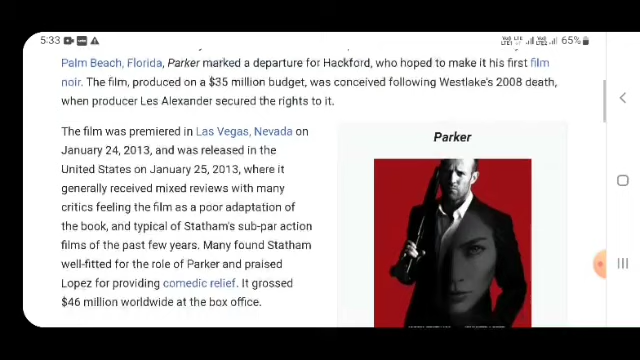 5:33
65%
Palm Beach, Florida, Parker marked a departure for Hackford, who hoped to make it his first film
noir. The film, produced on a $35 million budget, was conceived following Westlake's 2008 death,
when producer Les Alexander secured the rights to it.
The film was premiered in Las Vegas, Nevada on
January 24, 2013, and was released in the
United States on January 25, 2013, where it
generally received mixed reviews with many
critics feeling the film as a poor adaptation of
the book, and typical of Statham's sub-par action
films of the past few years. Many found Statham
well-fitted for the role of Parker and praised
Lopez for providing comedic relief. It grossed
$46 million worldwide at the box office.
Parker